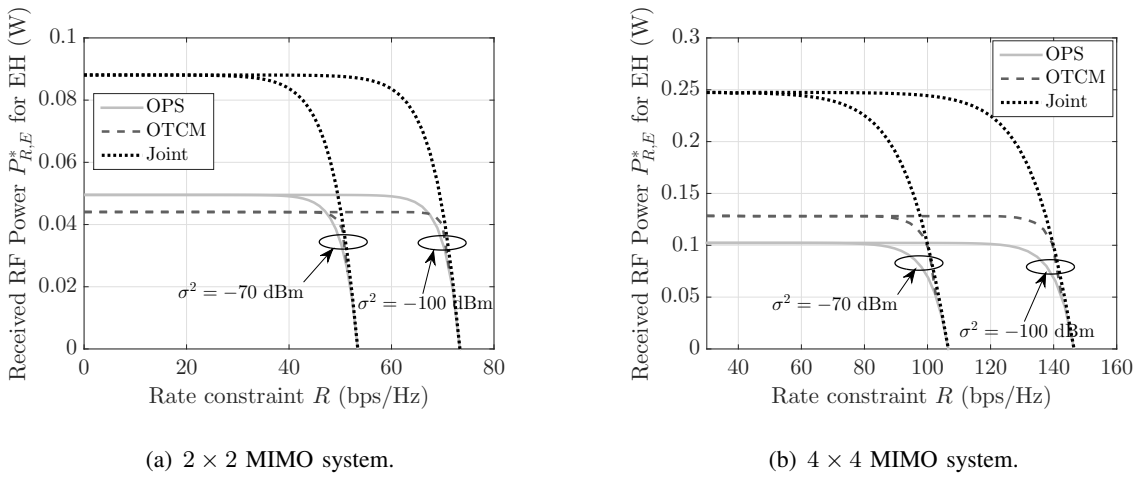 Received RF Power P*_{R,E} for EH (W)
0.1
0.08
0.06
0.04
0.02
0
OPS
OTCM
Joint
σ² = −70 dBm
σ² = −100 dBm
0 20 40 60 80
Rate constraint R (bps/Hz)
(a) 2 × 2 MIMO system.
Received RF Power P*_{R,E} for EH (W)
0.3
0.25
0.2
0.15
0.1
0.05
0
OPS
OTCM
Joint
σ² = −70 dBm
σ² = −100 dBm
40 60 80 100 120 140 160
Rate constraint R (bps/Hz)
(b) 4 × 4 MIMO system.